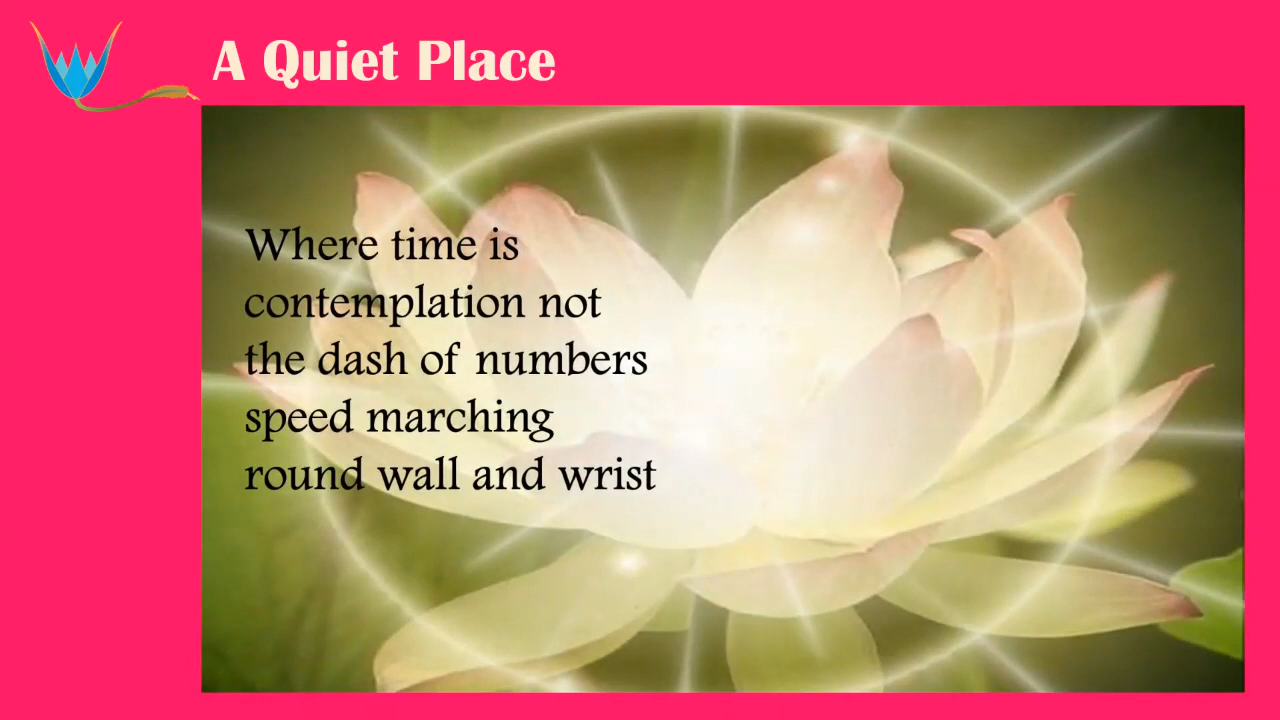 A Quiet Place
Where time is
contemplation not
the dash of numbers
speed marching
round wall and wrist